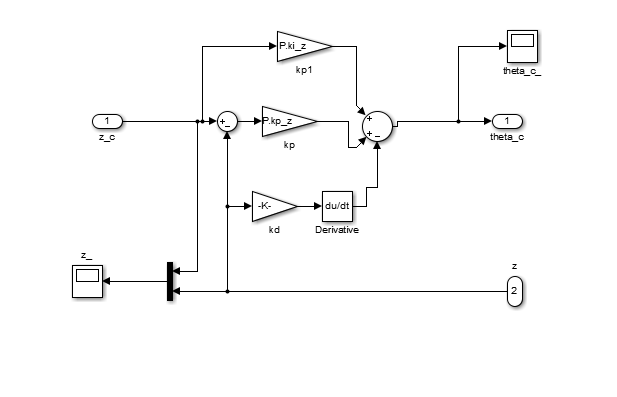 P.ki_z
kp1
theta_c_
1
z_c
+
–
P.kp_z
kp
+
+
–
1
theta_c
-K-
kd
du/dt
Derivative
z_
z
2